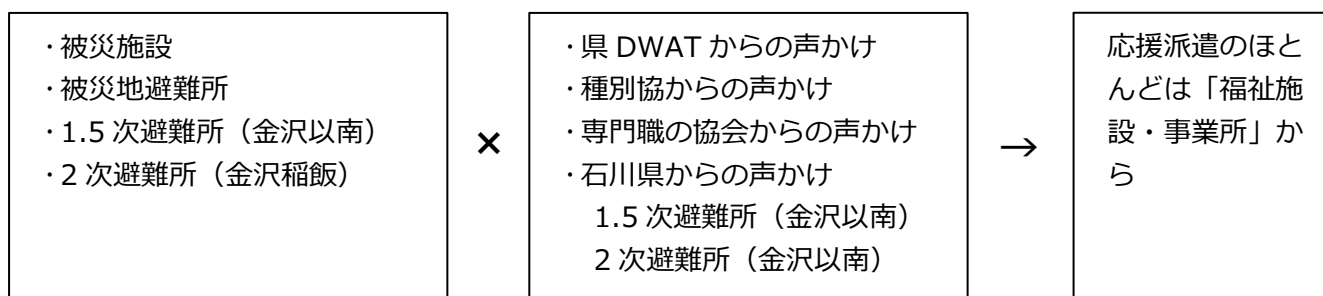 ・被災施設
・被災地避難所
・1.5 次避難所（金沢以南）
・2 次避難所（金沢稲飯）
×
・県 DWAT からの声かけ
・種別協からの声かけ
・専門職の協会からの声かけ
・石川県からの声かけ
1.5 次避難所（金沢以南）
2 次避難所（金沢以南）
→
応援派遣のほと
んどは「福祉施
設・事業所」か
ら